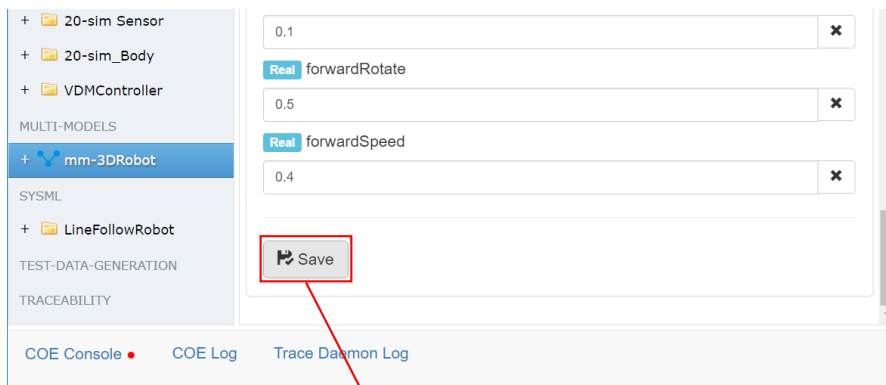 + 20-sim Sensor
+ 20-sim_Body
+ VDMController
MULTI-MODELS
+ mm-3DRobot
SYSML
+ LineFollowRobot
TEST-DATA-GENERATION
TRACEABILITY
0.1
Real forwardRotate
0.5
Real forwardSpeed
0.4
Save
COE Console COE Log Trace Daemon Log